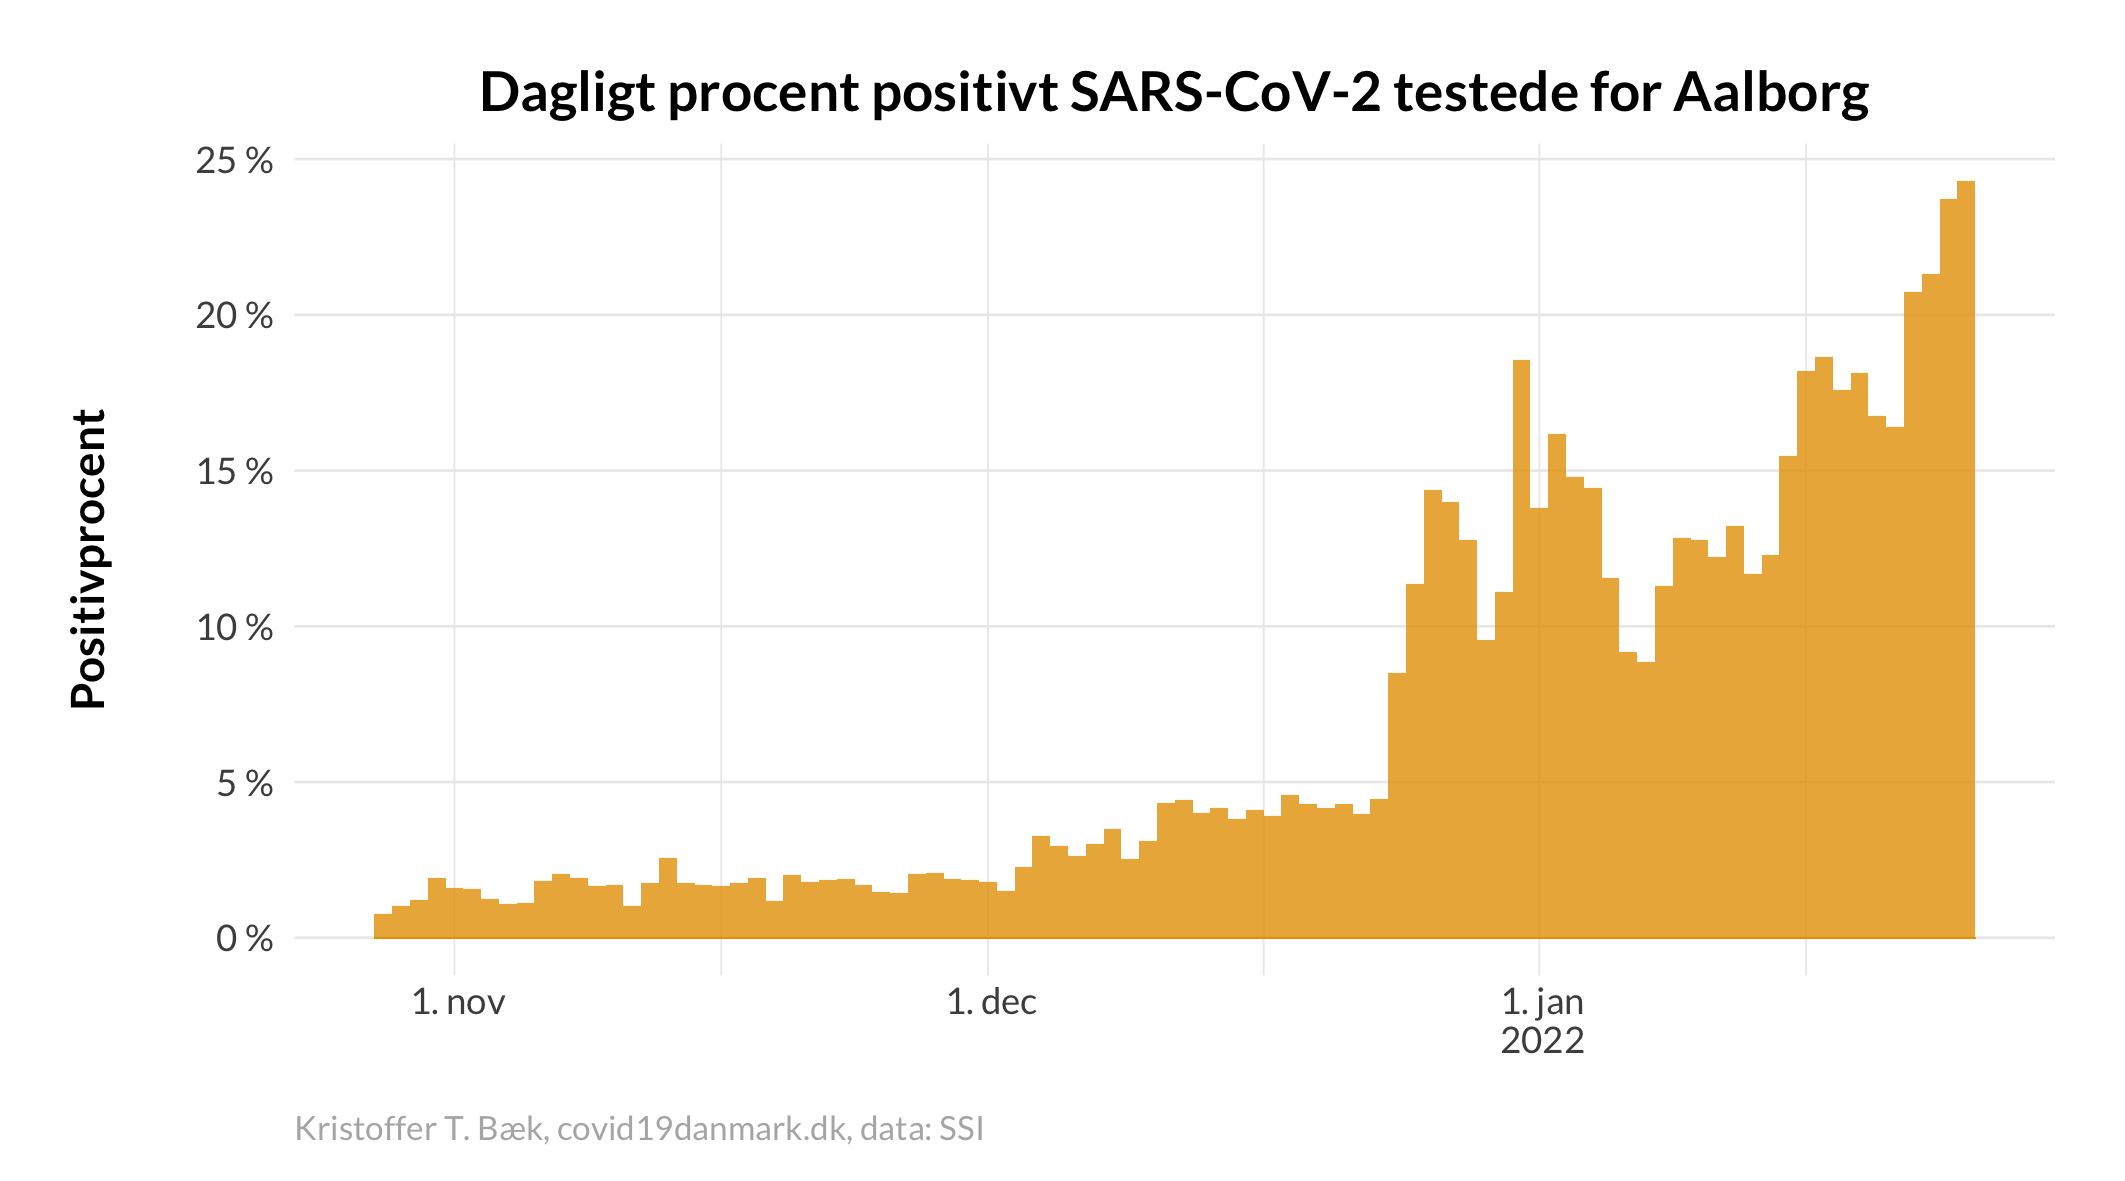 Dagligt procent positivt SARS-CoV-2 testede for Aalborg
25 %
20 %
15 %
10 %
5 %
0 %
Positivprocent
1. nov
1. dec
1. jan
2022
Kristoffer T. Bæk, covid19danmark.dk, data: SSI